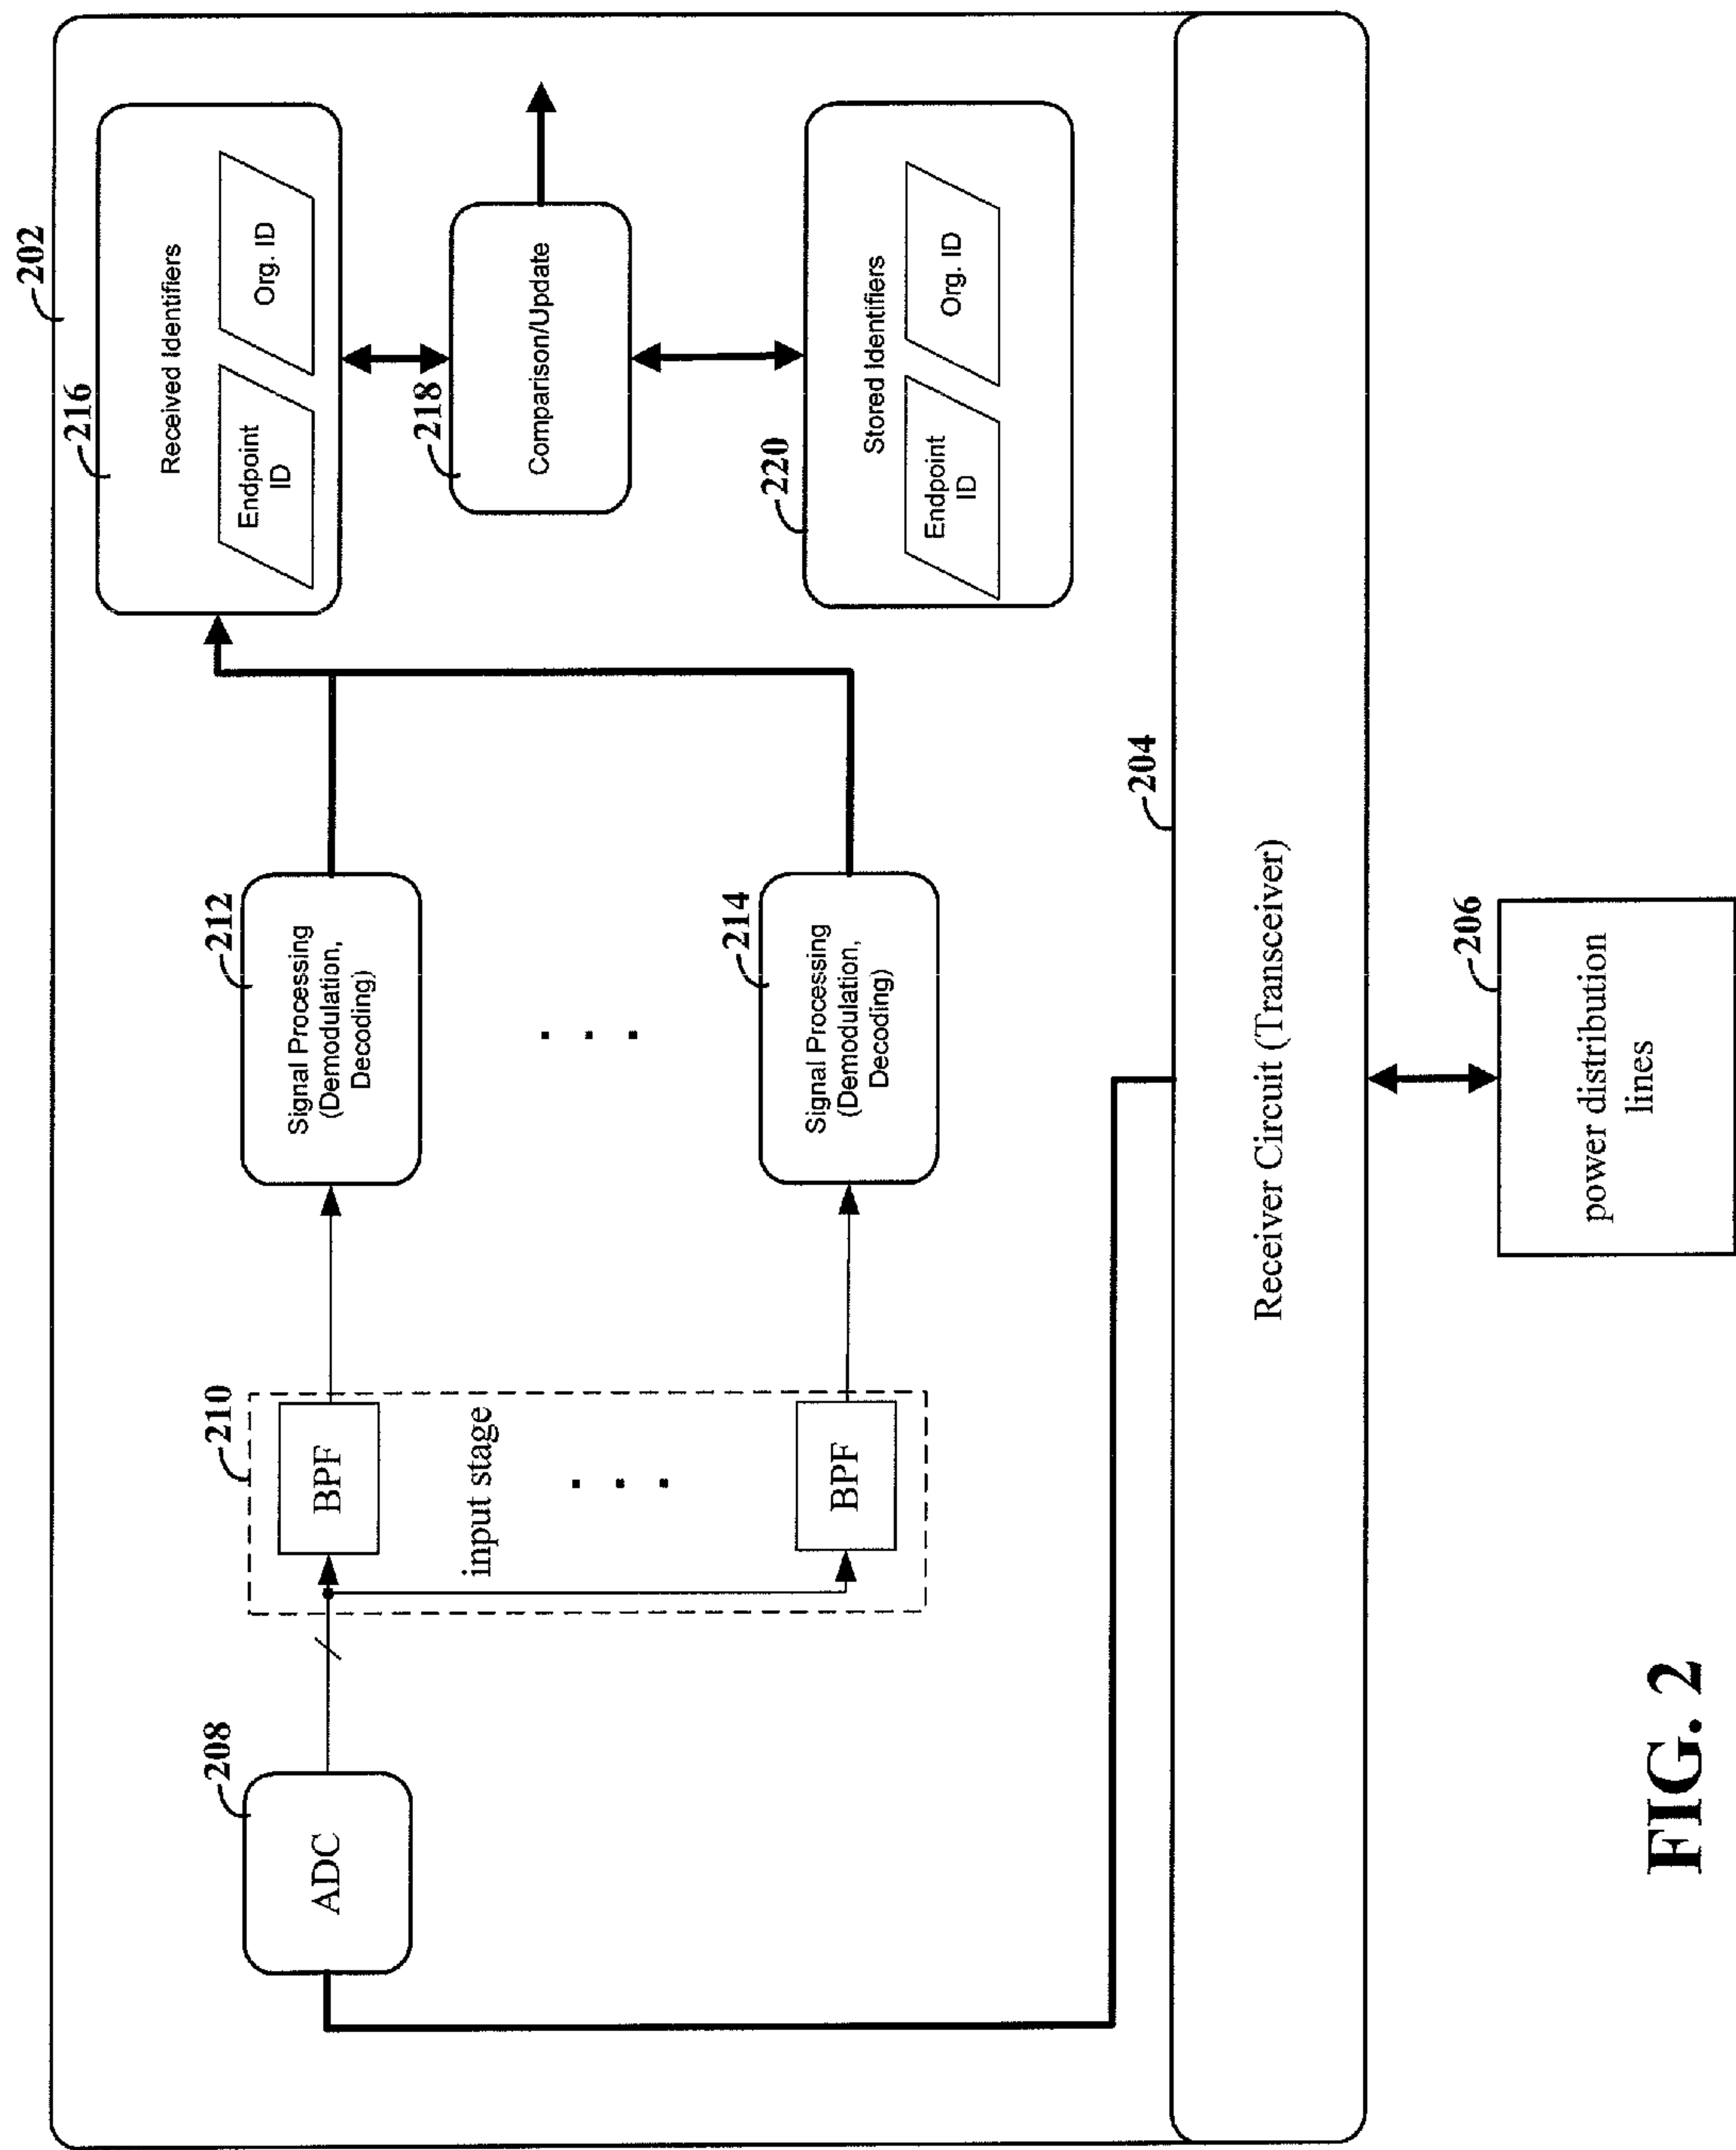 202
216
Received Identifiers
Endpoint
ID
Org. ID
218
Comparison/Update
220
Stored Identifiers
Endpoint
ID
Org. ID
212
Signal Processing
(Demodulation,
Decoding)
. . .
214
Signal Processing
(Demodulation,
Decoding)
210
BPF
input stage
. . .
BPF
208
ADC
204
Receiver Circuit (Transceiver)
206
power distribution
lines
FIG. 2